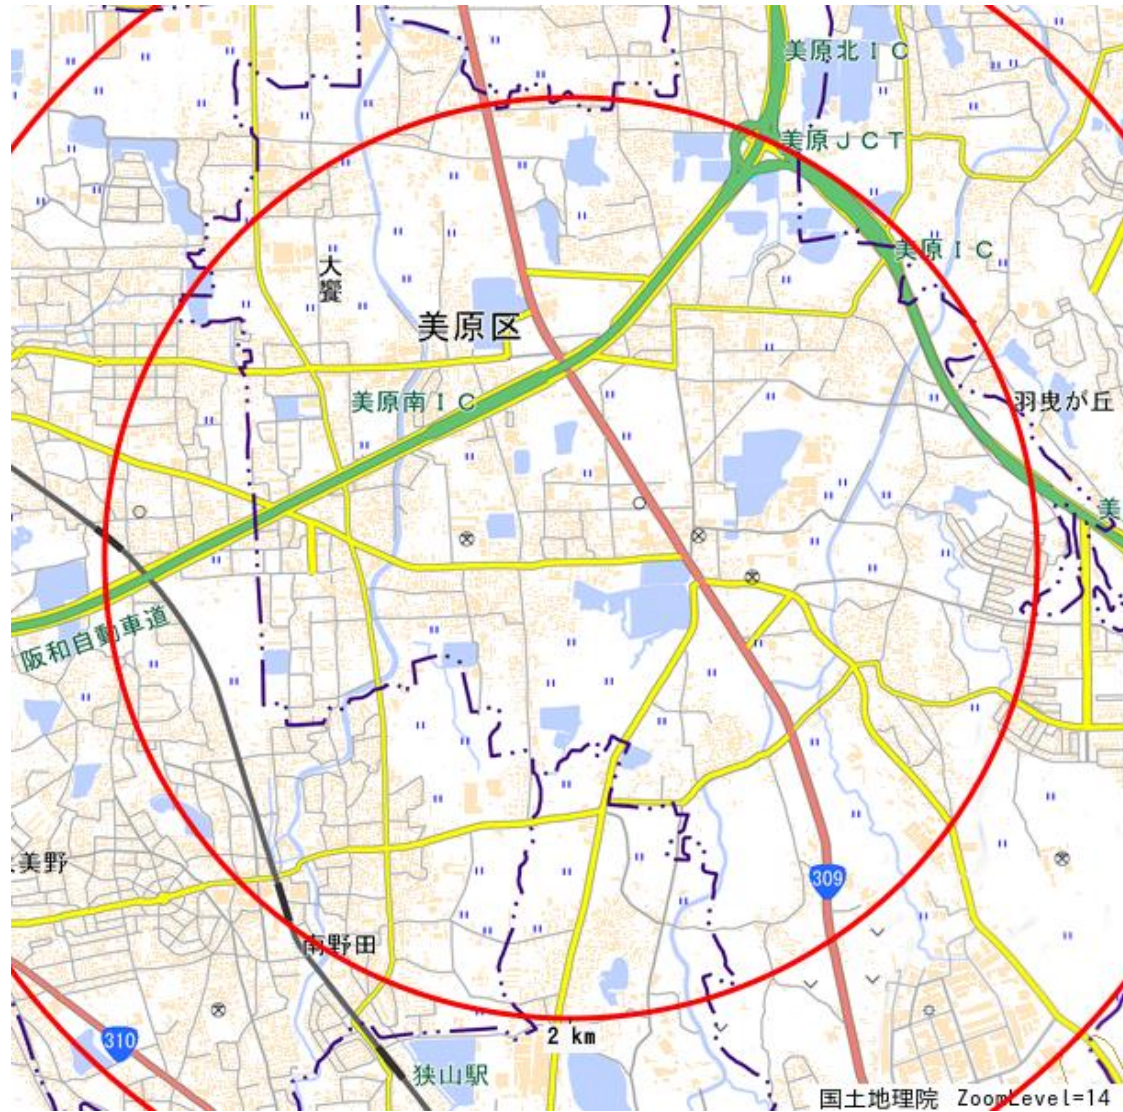 美原北ＩＣ
美原ＪＣＴ
美原ＩＣ
大饗
美原区
美原南ＩＣ
羽曳が丘
美
阪和自動車道
美野
309
南野田
310
2 km
狭山駅
国土地理院 ZoomLevel=14